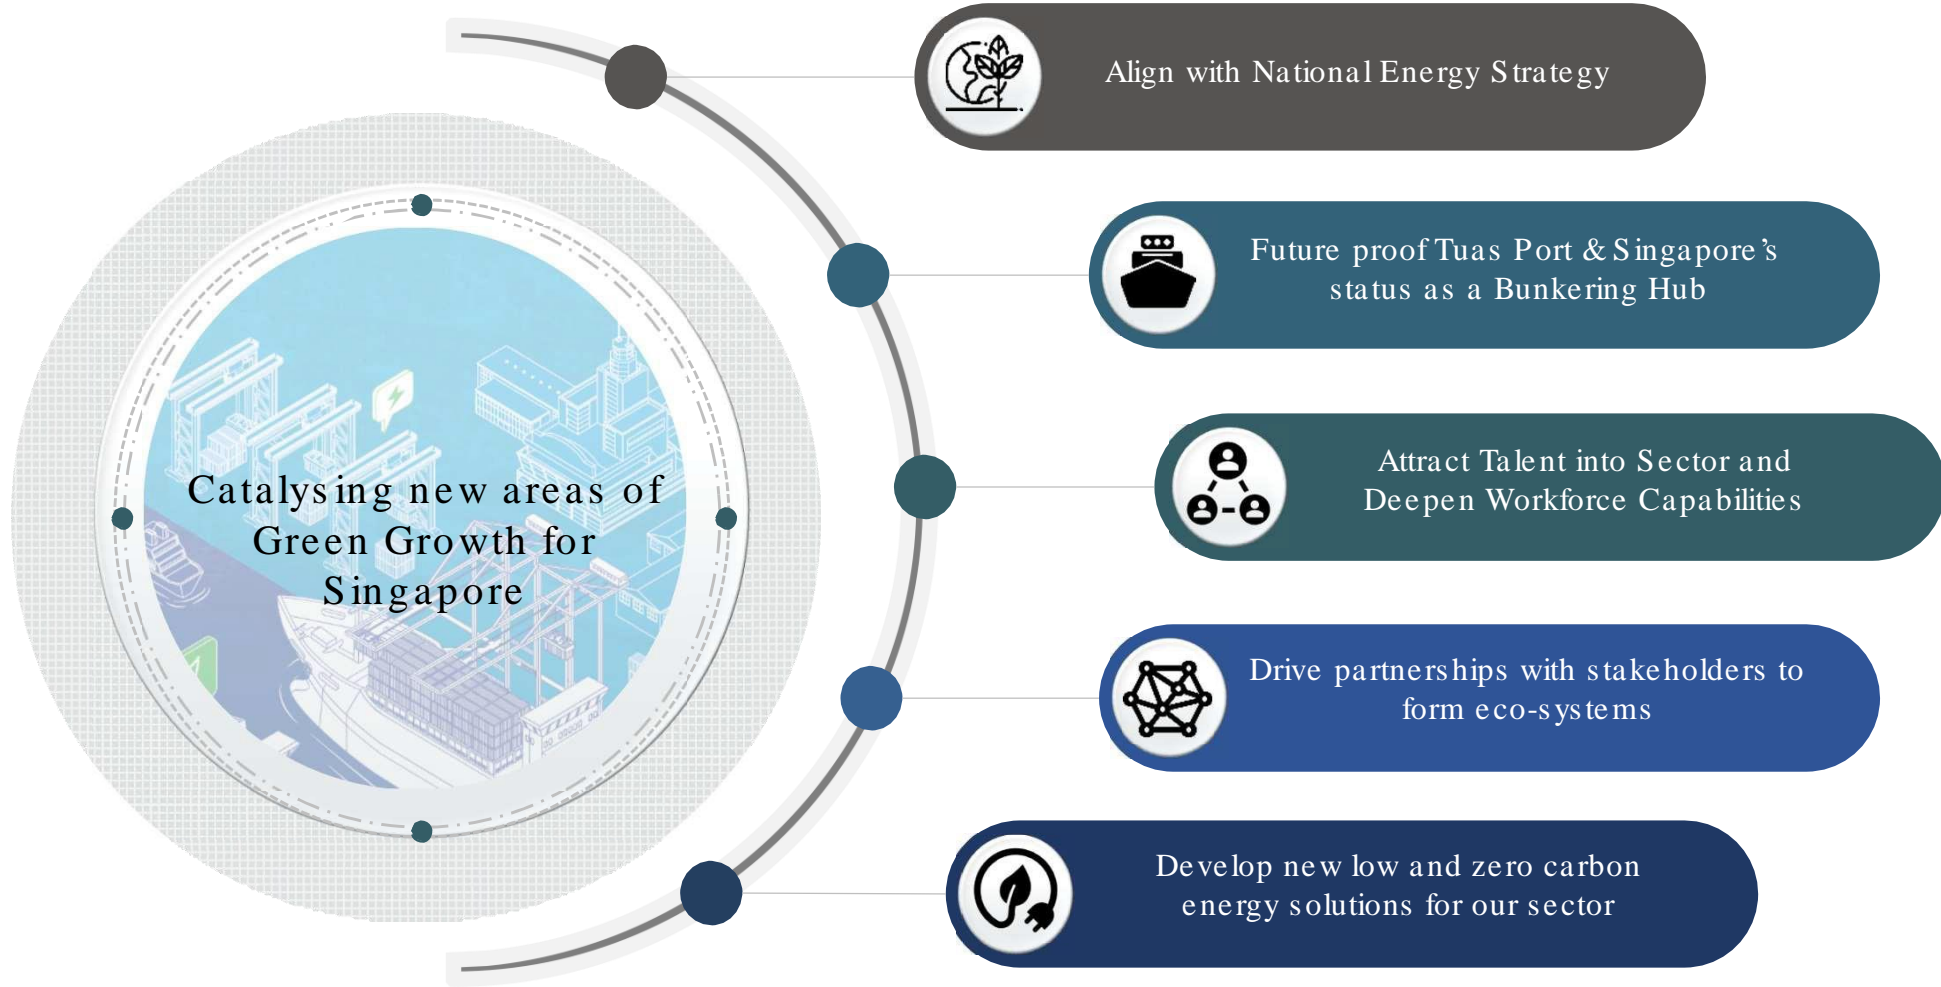 Catalysing new areas of
Green Growth for
Singapore
Align with National Energy Strategy
Future proof Tuas Port & Singapore’s
status as a Bunkering Hub
Attract Talent into Sector and
Deepen Workforce Capabilities
Drive partnerships with stakeholders to
form eco-systems
Develop new low and zero carbon
energy solutions for our sector